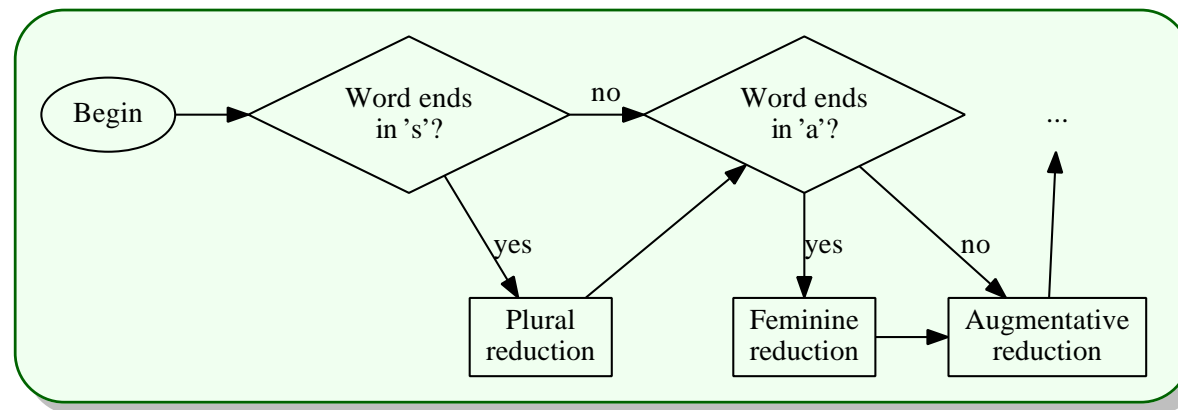 Begin
Word ends
in ’s’?
no
Word ends
in ’a’?
...
yes
yes
no
Plural
reduction
Feminine
reduction
Augmentative
reduction